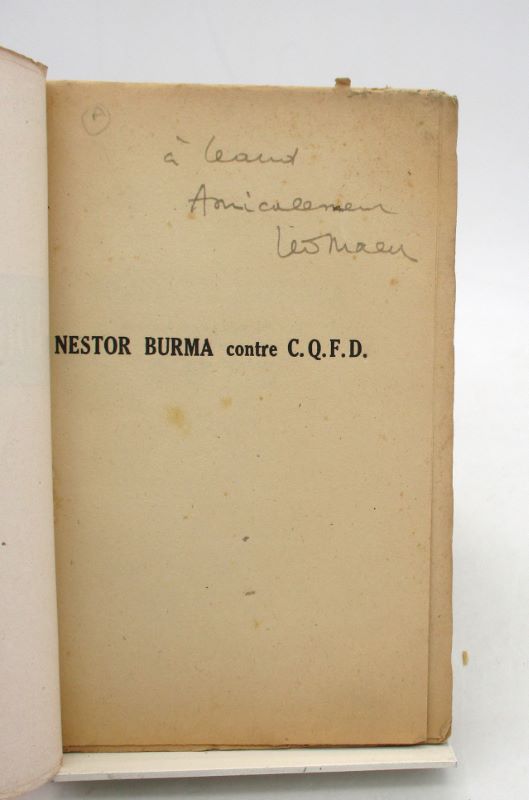 à
Amicalement
Léo Malet
NESTOR BURMA contre C.Q.F.D.